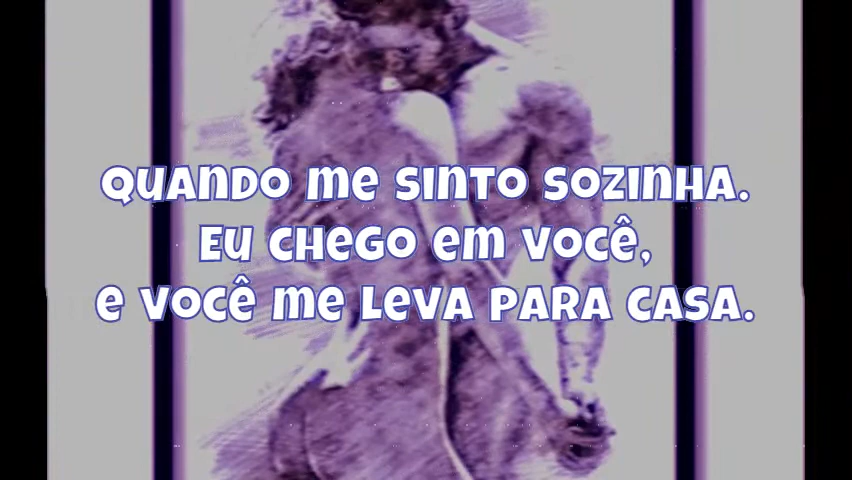 Quando me sinto sozinha.
Eu chego em você,
e você me leva para casa.